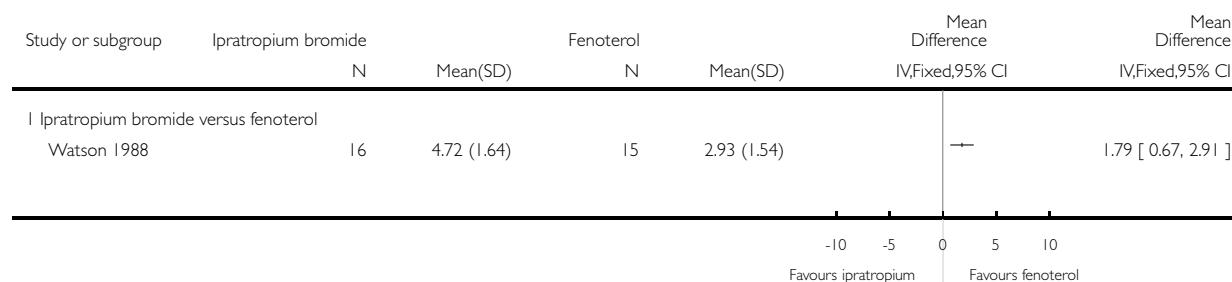 Mean Mean
Study or subgroup Ipratropium bromide Fenoterol Difference Difference
N Mean(SD) N Mean(SD) IV,Fixed,95% CI IV,Fixed,95% CI
1 Ipratropium bromide versus fenoterol
Watson 1988 16 4.72 (1.64) 15 2.93 (1.54) 1.79 [ 0.67, 2.91 ]
-10 -5 0 5 10
Favours ipratropium Favours fenoterol